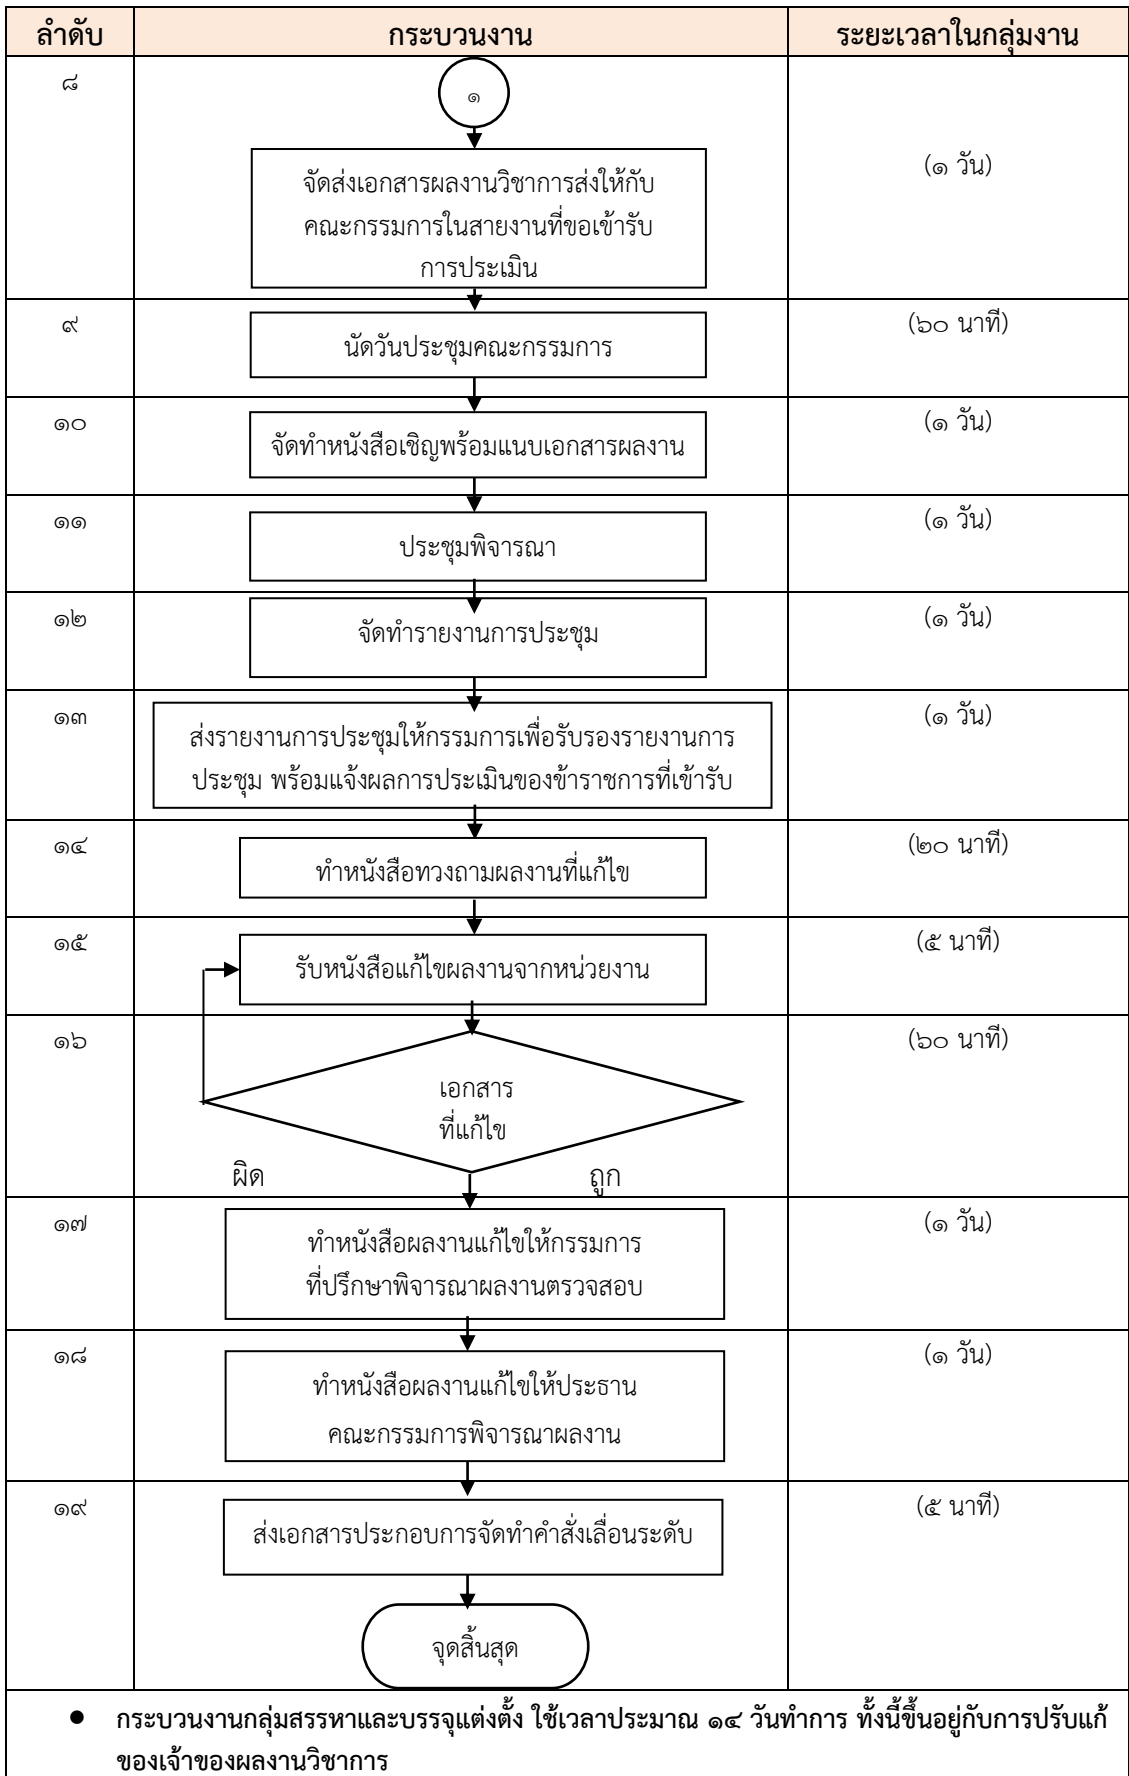 ลำดับ กระบวนงาน ระยะเวลาในกลุ่มงาน
๘
๑
(๑ วัน)
จัดส่งเอกสารผลงานวิชาการส่งให้กับ
คณะกรรมการในสายงานที่ขอเข้ารับ
การประเมิน
๙ (๖๐ นาที)
นัดวันประชุมคณะกรรมการ
๑๐ (๑ วัน)
จัดทำหนังสือเชิญพร้อมแนบเอกสารผลงาน
๑๑ (๑ วัน)
ประชุมพิจารณา
๑๒ (๑ วัน)
จัดทำรายงานการประชุม
๑๓ (๑ วัน)
ส่งรายงานการประชุมให้กรรมการเพื่อรับรองรายงานการ
ประชุม พร้อมแจ้งผลการประเมินของข้าราชการที่เข้ารับ
๑๔ (๒๐ นาที)
ทำหนังสือทวงถามผลงานที่แก้ไข
๑๕ (๕ นาที)
รับหนังสือแก้ไขผลงานจากหน่วยงาน
๑๖ (๖๐ นาที)
เอกสาร
ที่แก้ไข
ผิด ถูก
๑๗ (๑ วัน)
ทำหนังสือผลงานแก้ไขให้กรรมการ
ที่ปรึกษาพิจารณาผลงานตรวจสอบ
๑๘ (๑ วัน)
ทำหนังสือผลงานแก้ไขให้ประธาน
คณะกรรมการพิจารณาผลงาน
๑๙ (๕ นาที)
ส่งเอกสารประกอบการจัดทำคำสั่งเลื่อนระดับ
จุดสิ้นสุด
● กระบวนงานกลุ่มสรรหาและบรรจุแต่งตั้ง ใช้เวลาประมาณ ๑๔ วันทำการ ทั้งนี้ขึ้นอยู่กับการปรับแก้
ของเจ้าของผลงานวิชาการ